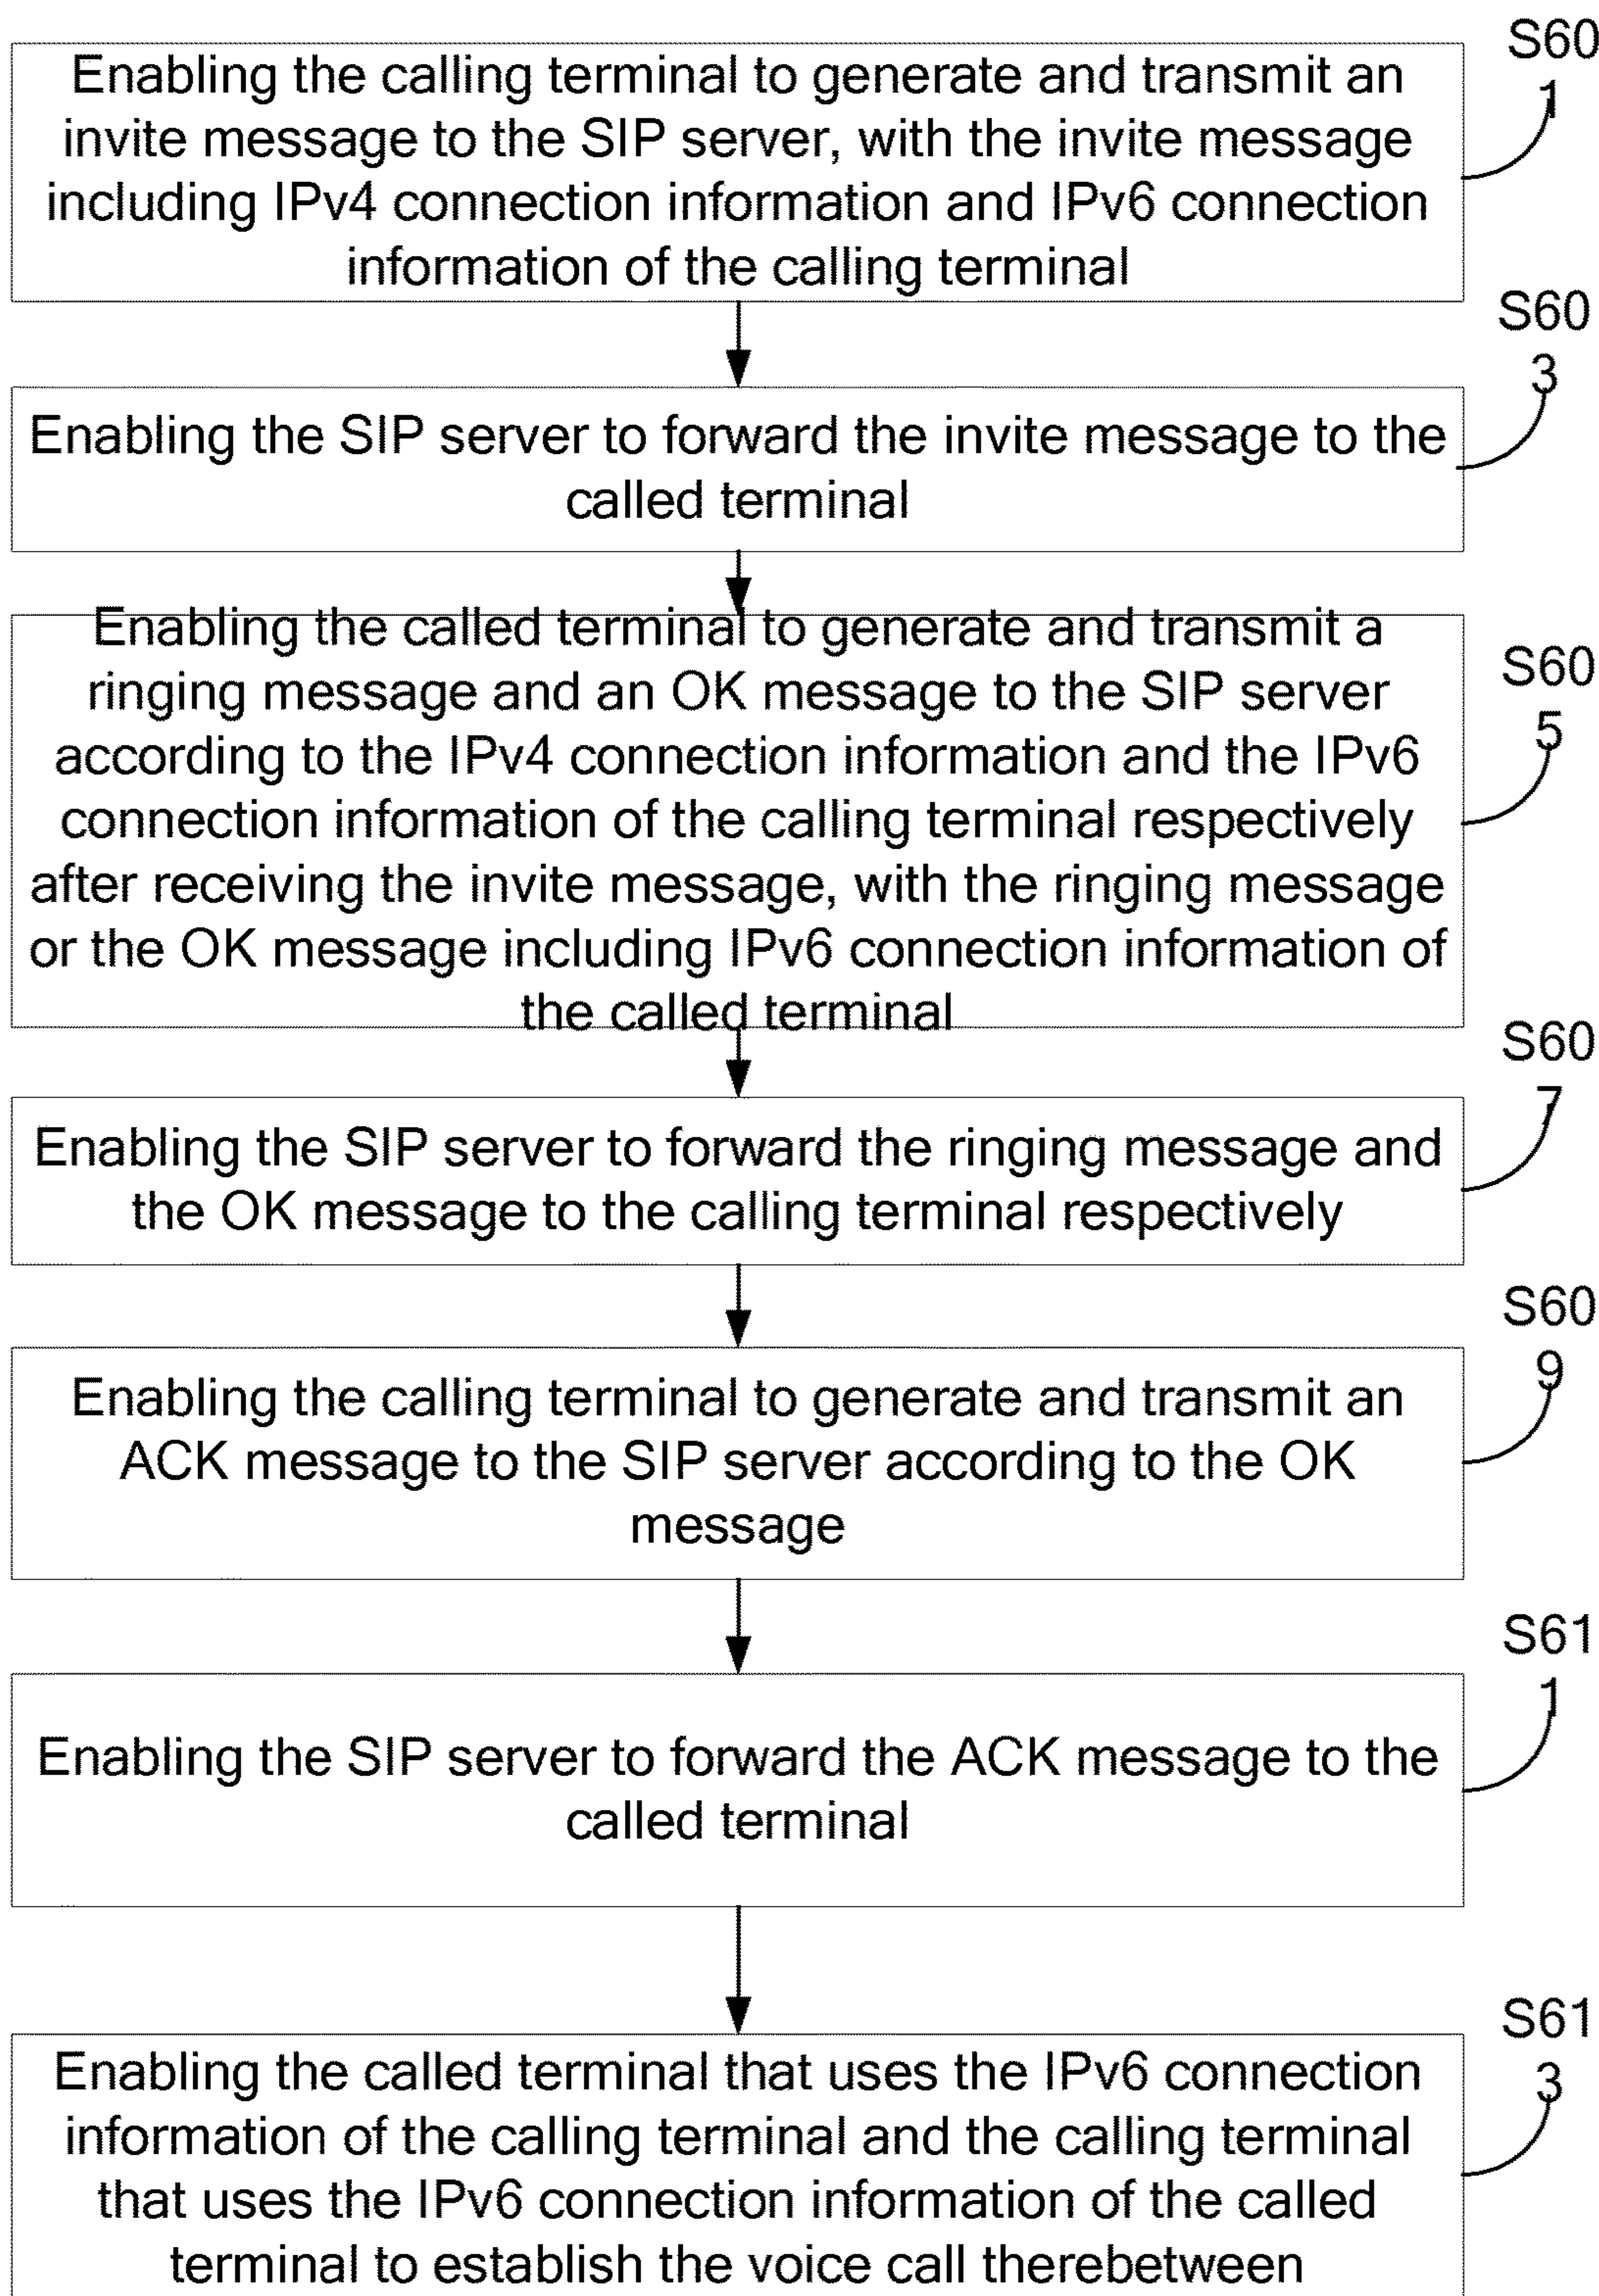 S60
1
Enabling the calling terminal to generate and transmit an
invite message to the SIP server, with the invite message
including IPv4 connection information and IPv6 connection
information of the calling terminal
S60
3
Enabling the SIP server to forward the invite message to the
called terminal
Enabling the called terminal to generate and transmit a
ringing message and an OK message to the SIP server
according to the IPv4 connection information and the IPv6
connection information of the calling terminal respectively
after receiving the invite message, with the ringing message
or the OK message including IPv6 connection information of
the called terminal
S60
5
S60
7
Enabling the SIP server to forward the ringing message and
the OK message to the calling terminal respectively
S60
9
Enabling the calling terminal to generate and transmit an
ACK message to the SIP server according to the OK
message
S61
1
Enabling the SIP server to forward the ACK message to the
called terminal
S61
3
Enabling the called terminal that uses the IPv6 connection
information of the calling terminal and the calling terminal
that uses the IPv6 connection information of the called
terminal to establish the voice call therebetween